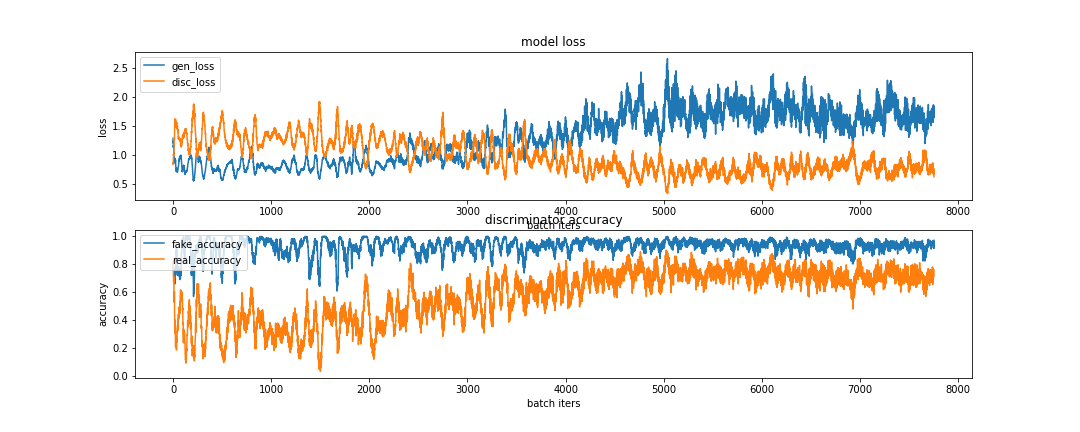 model loss
2.5
2.0
1.5
1.0
0.5
loss
gen_loss
disc_loss
0 1000 2000 3000 4000 5000 6000 7000 8000
batch iters
discriminator accuracy
1.0
0.8
0.6
0.4
0.2
0.0
accuracy
fake_accuracy
real_accuracy
0 1000 2000 3000 4000 5000 6000 7000 8000
batch iters